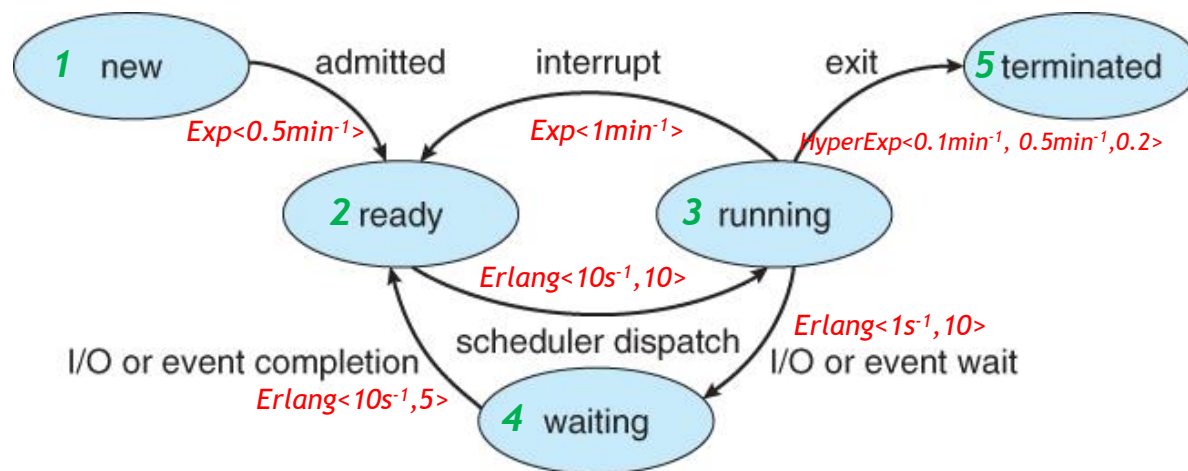 1 new
admitted
interrupt
exit
5 terminated
Exp<0.5min⁻¹>
Exp<1min⁻¹>
HyperExp<0.1min⁻¹, 0.5min⁻¹,0.2>
2 ready
3 running
Erlang<10s⁻¹,10>
Erlang<1s⁻¹,10>
scheduler dispatch
I/O or event completion
I/O or event wait
Erlang<10s⁻¹,5>
4 waiting